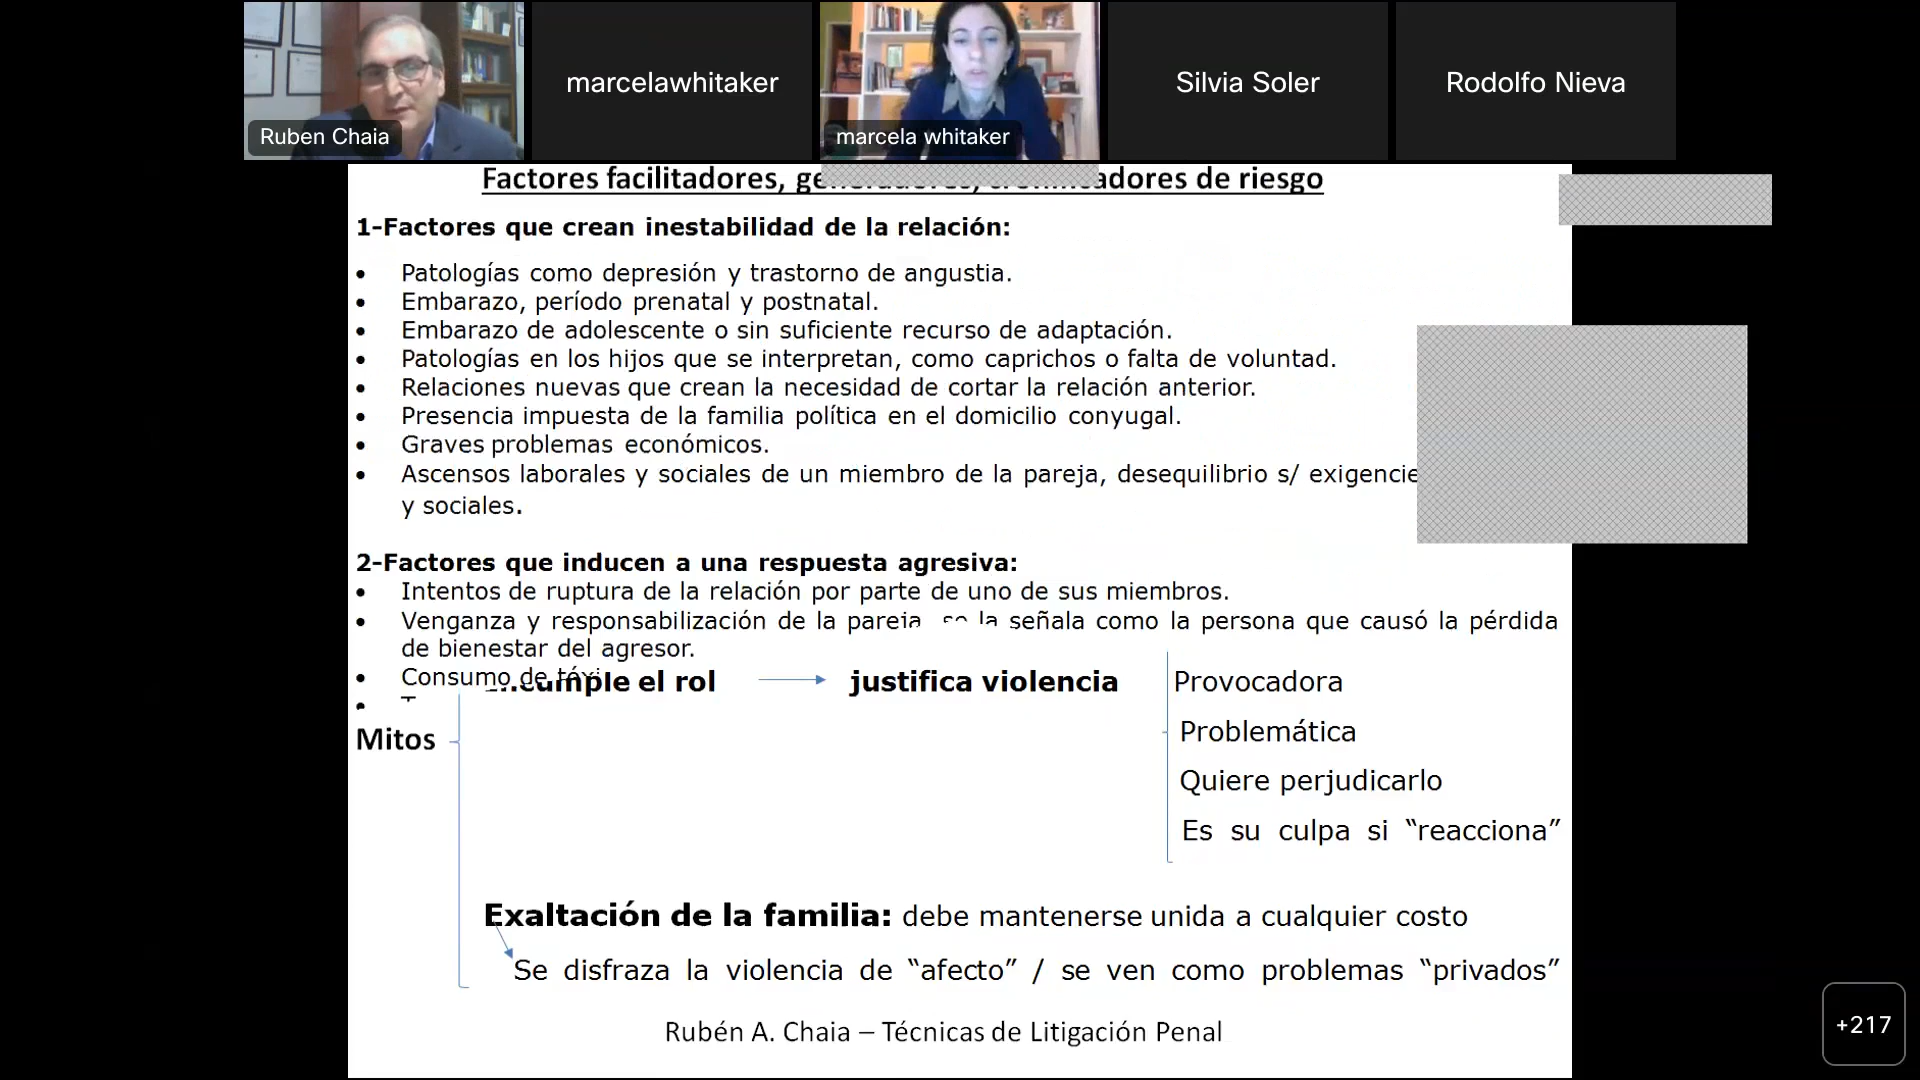 Ruben Chaia
marcelawhitaker
marcela whitaker
Silvia Soler
Rodolfo Nieva
Factores facilitadores, de riesgo
1-Factores que crean inestabilidad de la relación:
• Patologías como depresión y trastorno de angustia.
• Embarazo, período prenatal y postnatal.
• Embarazo de adolescente o sin suficiente recurso de adaptación.
• Patologías en los hijos que se interpretan, como caprichos o falta de voluntad.
• Relaciones nuevas que crean la necesidad de cortar la relación anterior.
• Presencia impuesta de la familia política en el domicilio conyugal.
• Graves problemas económicos.
• Ascensos laborales y sociales de un miembro de la pareja, desequilibrio s/
y sociales.
2-Factores que inducen a una respuesta agresiva:
• Intentos de ruptura de la relación por parte de uno de sus miembros.
• Venganza y responsabilización de la pareja se la señala como la persona que causó la pérdida
de bienestar del agresor.
• Consumo de
el rol
justifica violencia
Provocadora
Problemática
Mitos
Quiere perjudicarlo
Es su culpa si “reacciona”
Exaltación de la familia: debe mantenerse unida a cualquier costo
Se disfraza la violencia de “afecto” / se ven como problemas “privados”
Rubén A. Chaia – Técnicas de Litigación Penal
+217